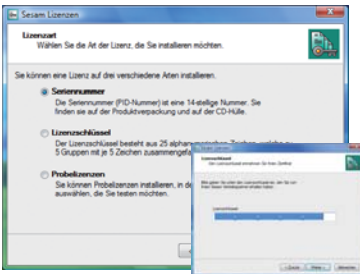 Sesam Lizenzen
Lizenzart
Wählen Sie die Art der Lizenz, die Sie installieren möchten.
Sie können eine Lizenz auf drei verschiedene Arten installieren.
Seriennummer
Die Seriennummer (PID-Nummer) ist eine 14-stellige Nummer. Sie
finden sie auf der Produktverpackung und auf der CD-Hülle.
Lizenzschlüssel
Der Lizenzschlüssel besteht aus 25 alphanumerischen Zeichen, welche zu
5 Gruppen mit je 5 Zeichen zusammengefa
Probelizenzen
Sie können Probelizenzen installieren, in de
auswählen, die Sie testen möchten.
Lizenzschlüssel
Lizenzschlüssel